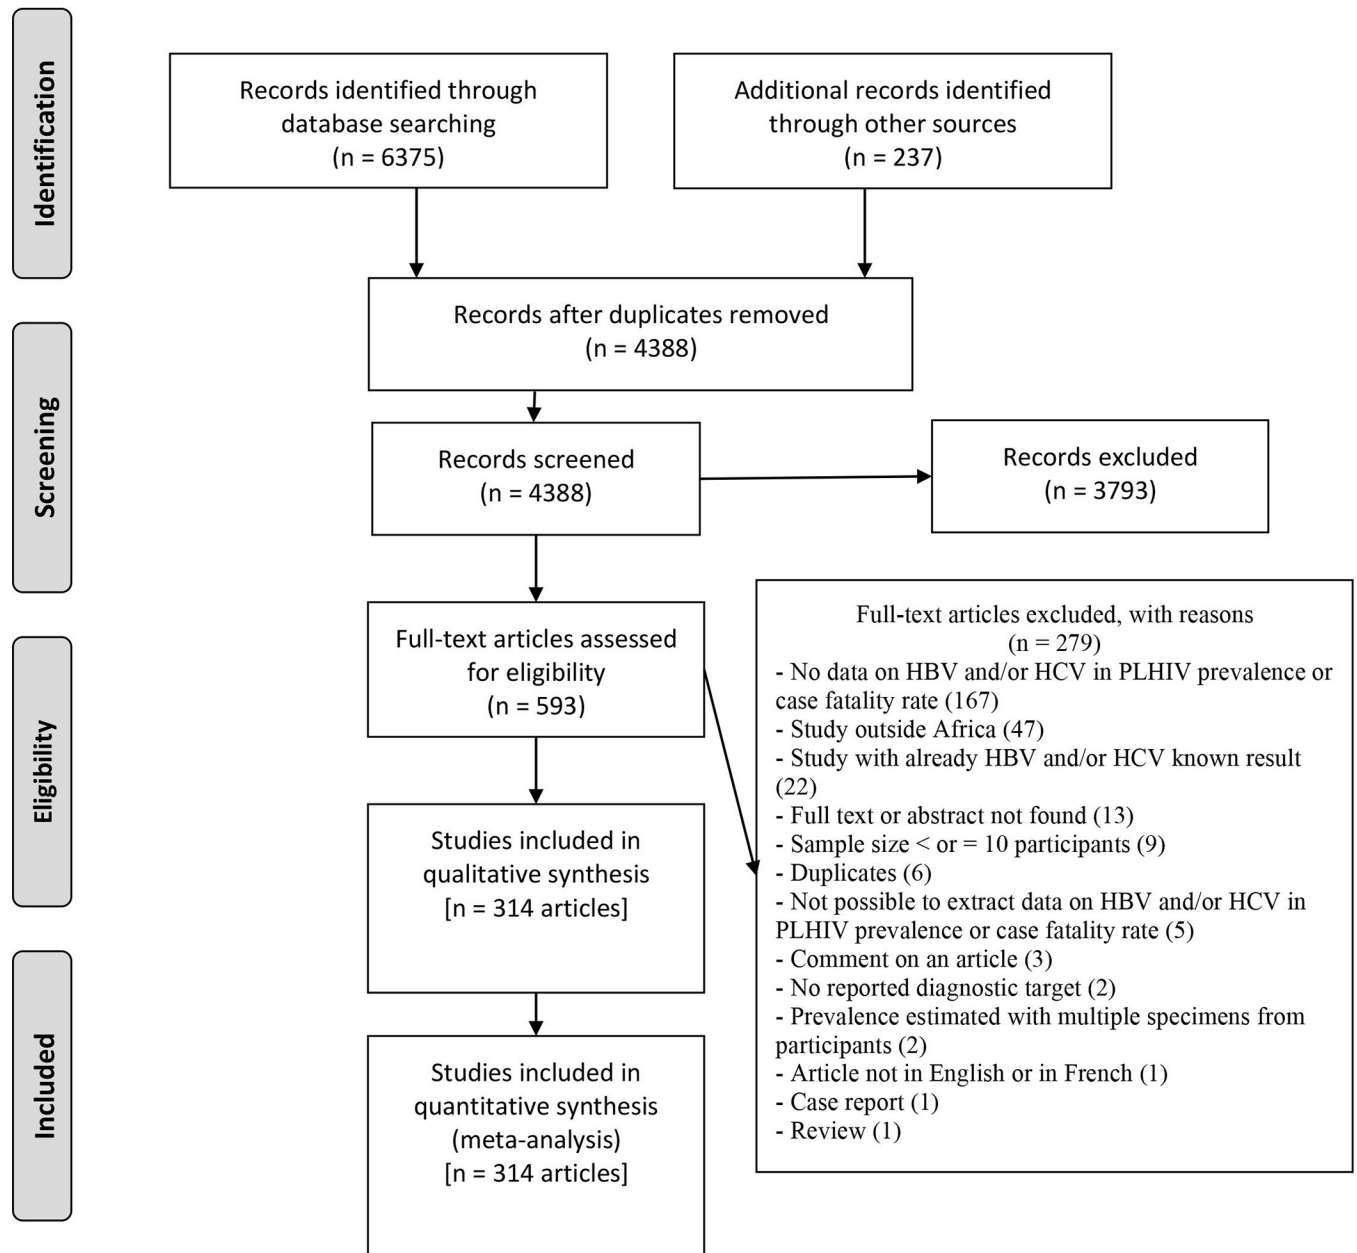 Identification
Records identified through
database searching
(n = 6375)
Additional records identified
through other sources
(n = 237)
Records after duplicates removed
(n = 4388)
Screening
Records screened
(n = 4388)
Records excluded
(n = 3793)
Eligibility
Full-text articles assessed
for eligibility
(n = 593)
Full-text articles excluded, with reasons
(n = 279)
- No data on HBV and/or HCV in PLHIV prevalence or
case fatality rate (167)
- Study outside Africa (47)
- Study with already HBV and/or HCV known result
(22)
- Full text or abstract not found (13)
- Sample size < or = 10 participants (9)
- Duplicates (6)
- Not possible to extract data on HBV and/or HCV in
PLHIV prevalence or case fatality rate (5)
- Comment on an article (3)
- No reported diagnostic target (2)
- Prevalence estimated with multiple specimens from
participants (2)
- Article not in English or in French (1)
- Case report (1)
- Review (1)
Studies included in
qualitative synthesis
[n = 314 articles]
Included
Studies included in
quantitative synthesis
(meta-analysis)
[n = 314 articles]